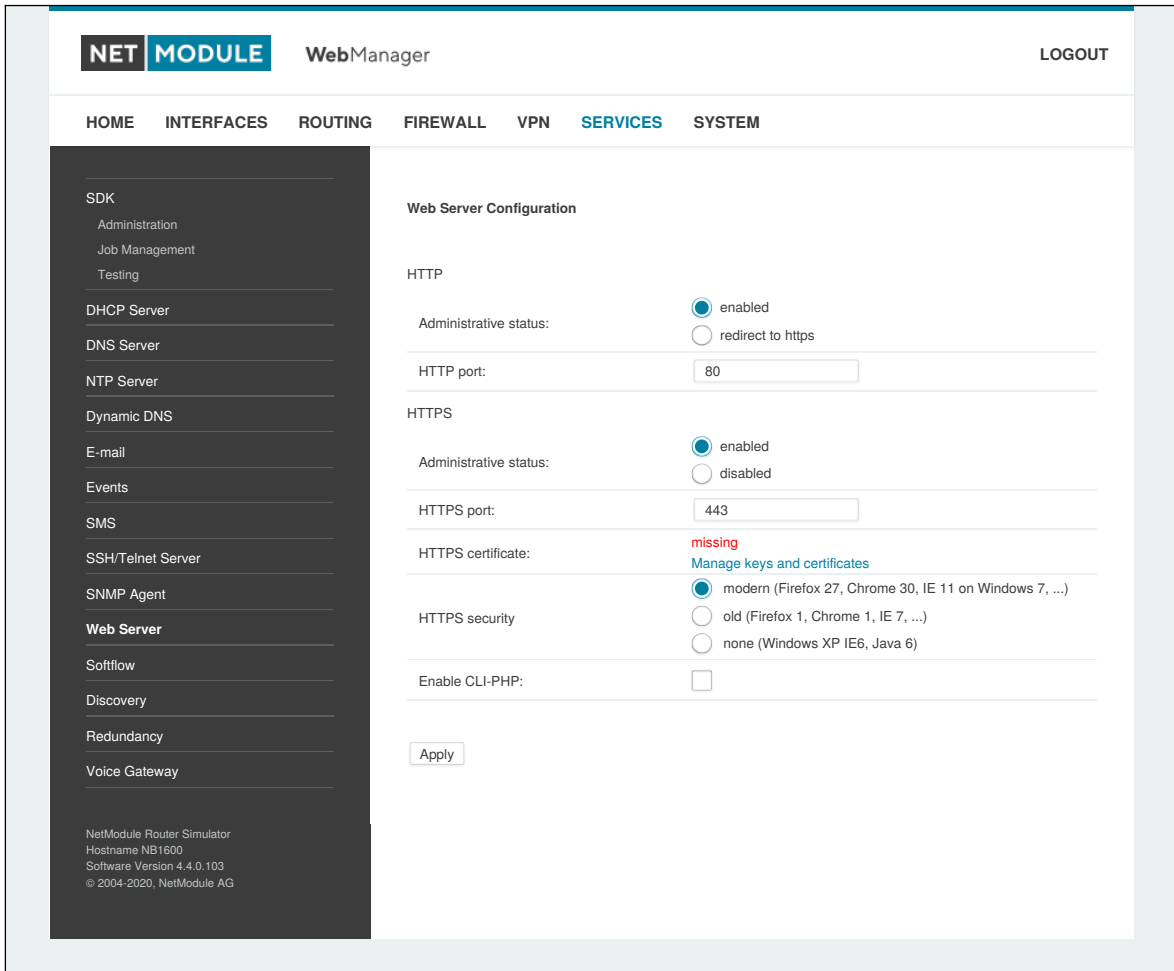 NET MODULE WebManager LOGOUT
HOME INTERFACES ROUTING FIREWALL VPN SERVICES SYSTEM
SDK
Administration
Job Management
Testing
DHCP Server
DNS Server
NTP Server
Dynamic DNS
E-mail
Events
SMS
SSH/Telnet Server
SNMP Agent
Web Server
Softflow
Discovery
Redundancy
Voice Gateway
NetModule Router Simulator
Hostname NB1600
Software Version 4.4.0.103
© 2004-2020, NetModule AG
Web Server Configuration
HTTP
Administrative status:
enabled
redirect to https
HTTP port: 80
HTTPS
Administrative status:
enabled
disabled
HTTPS port: 443
HTTPS certificate:
missing
Manage keys and certificates
HTTPS security
modern (Firefox 27, Chrome 30, IE 11 on Windows 7, ...)
old (Firefox 1, Chrome 1, IE 7, ...)
none (Windows XP IE6, Java 6)
Enable CLI-PHP:
Apply